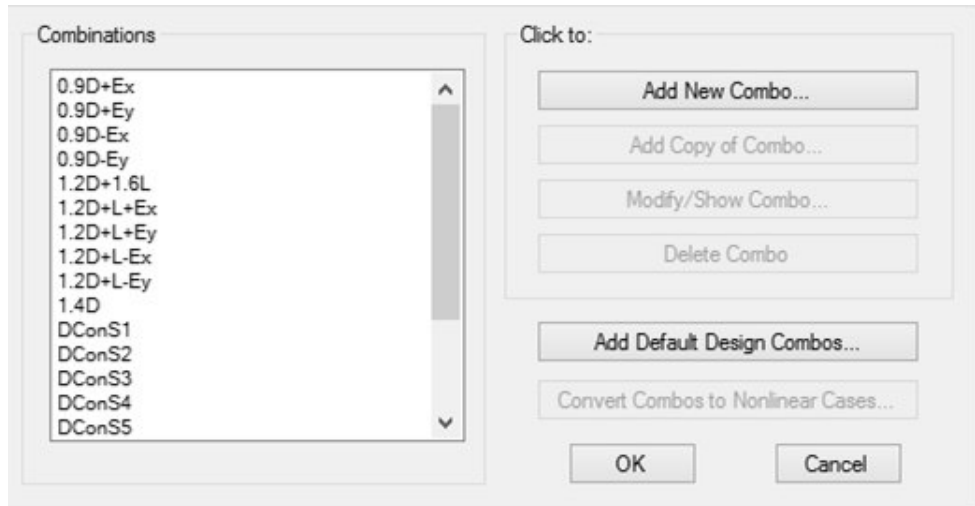 Combinations
0.9D+Ex
0.9D+Ey
0.9D-Ex
0.9D-Ey
1.2D+1.6L
1.2D+L+Ex
1.2D+L+Ey
1.2D+L-Ex
1.2D+L-Ey
1.4D
DConS1
DConS2
DConS3
DConS4
DConS5
Click to:
Add New Combo...
Add Copy of Combo...
Modify/Show Combo...
Delete Combo
Add Default Design Combos...
Convert Combos to Nonlinear Cases...
OK Cancel